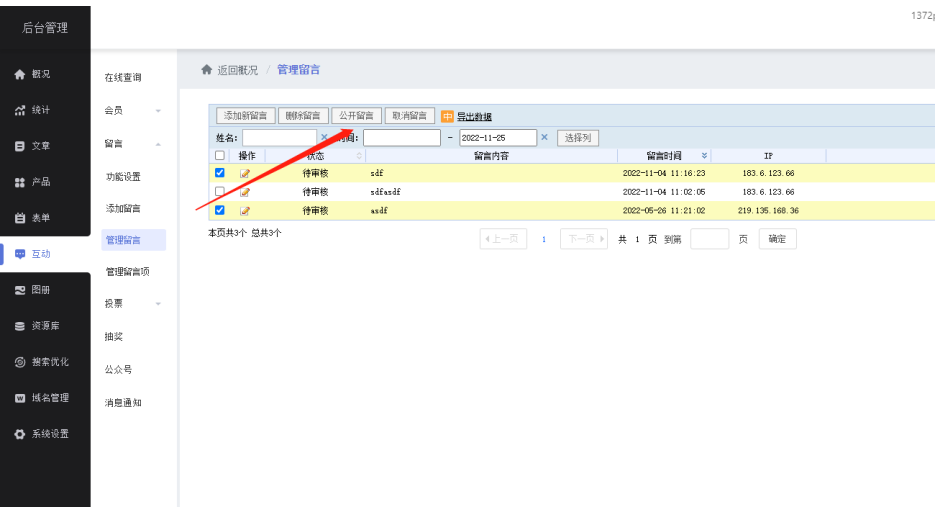 后台管理
1372p
概况
统计
文章
产品
表单
互动
图册
资源库
搜索优化
域名管理
系统设置
在线查询
会员
留言
功能设置
添加留言
管理留言
管理留言项
投票
抽奖
公众号
消息通知
返回概况 / 管理留言
添加新留言 删除留言 公开留言 取消留言 中 导出数据
姓名: × 时间: - 2022-11-25 × 选择列
操作 状态 留言内容 留言时间 IP
待审核 sdf 2022-11-04 11:16:23 183.6.123.66
待审核 sdfasdf 2022-11-04 11:02:05 183.6.123.66
待审核 asdf 2022-05-26 11:21:02 219.135.168.36
本页共3个 总共3个 上一页 1 下一页 共 1 页 到第 页 确定